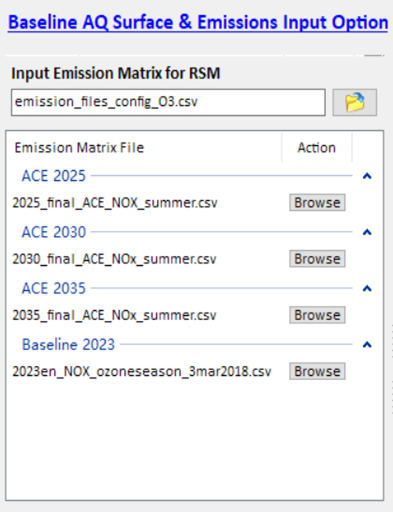 Baseline AQ Surface & Emissions Input Option
Input Emission Matrix for RSM
emission_files_config_O3.csv
Emission Matrix File Action
ACE 2025
2025_final_ACE_NOX_summer.csv Browse
ACE 2030
2030_final_ACE_NOx_summer.csv Browse
ACE 2035
2035_final_ACE_NOx_summer.csv Browse
Baseline 2023
2023en_NOX_ozoneseason_3mar2018.csv Browse